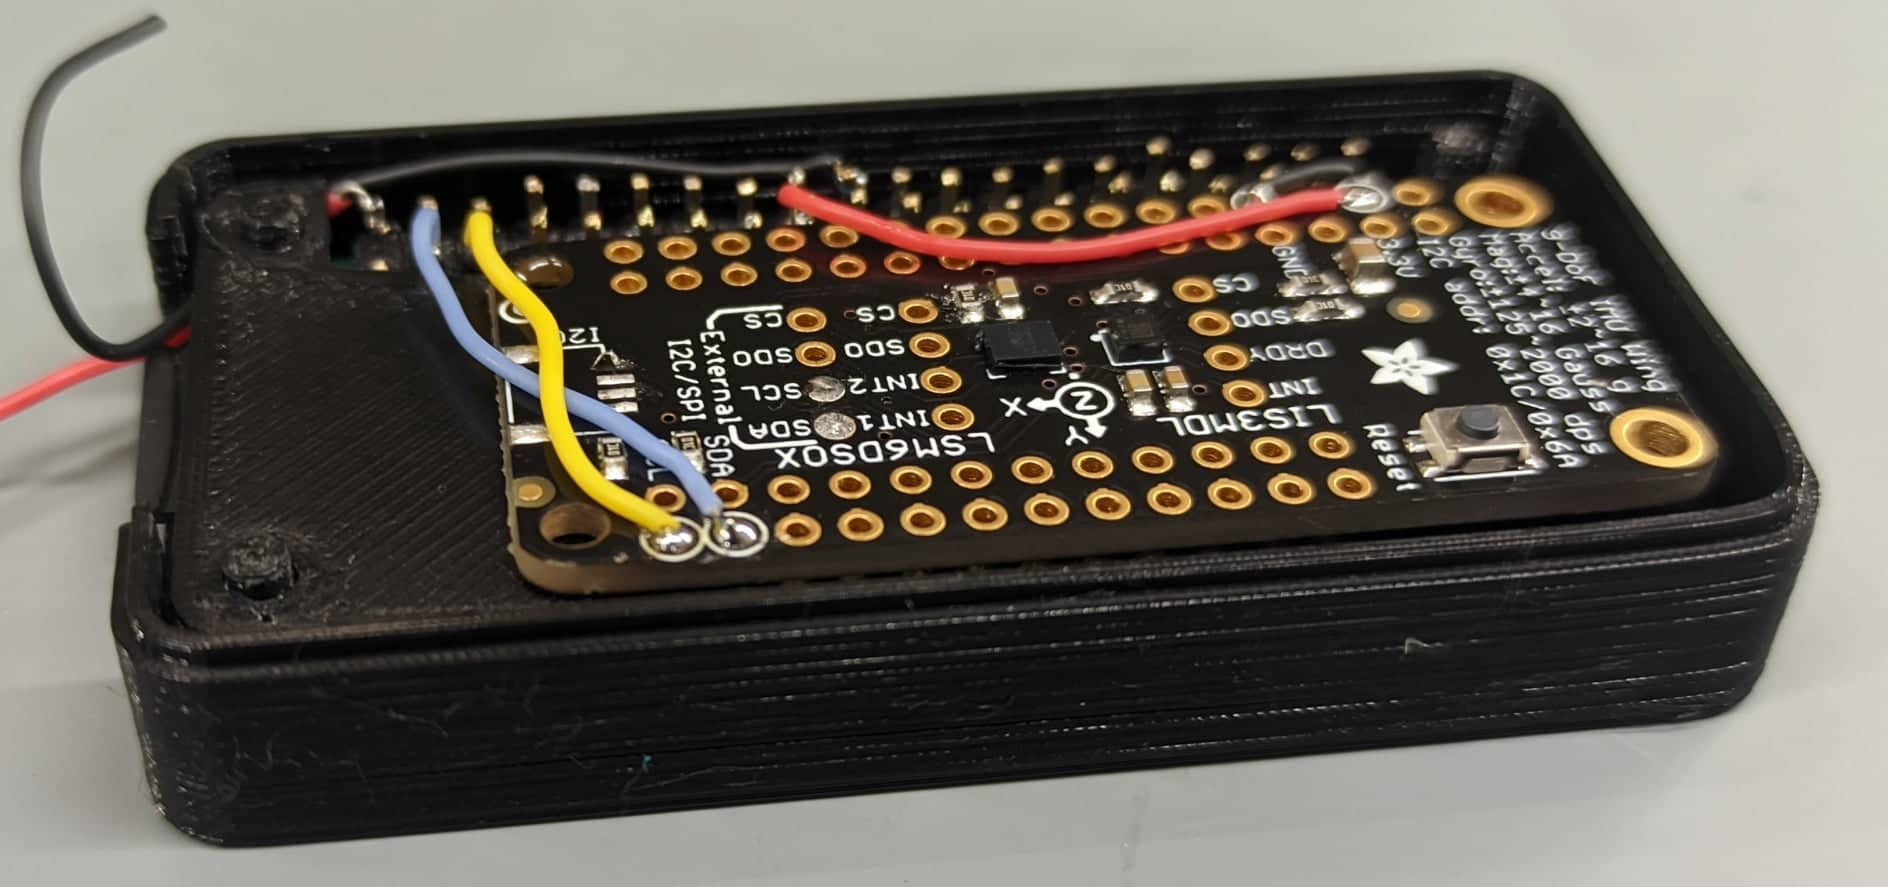 9-DoF IMU Wing
Accel: ±2~16 g
Mag: ±4~16 Gauss
Gyro: ±125~2000 dps
I2C Addr: 0x1C/0x6A
3.3V
GND
Reset
CS
SDO
DRDY
INT
LIS3MDL
X
Y
Z
CS
SDO
INT2
INT1
LSM6DSOX
CS
SDO
SCL
SDA
External
I2C/SPI
SDA
I2C